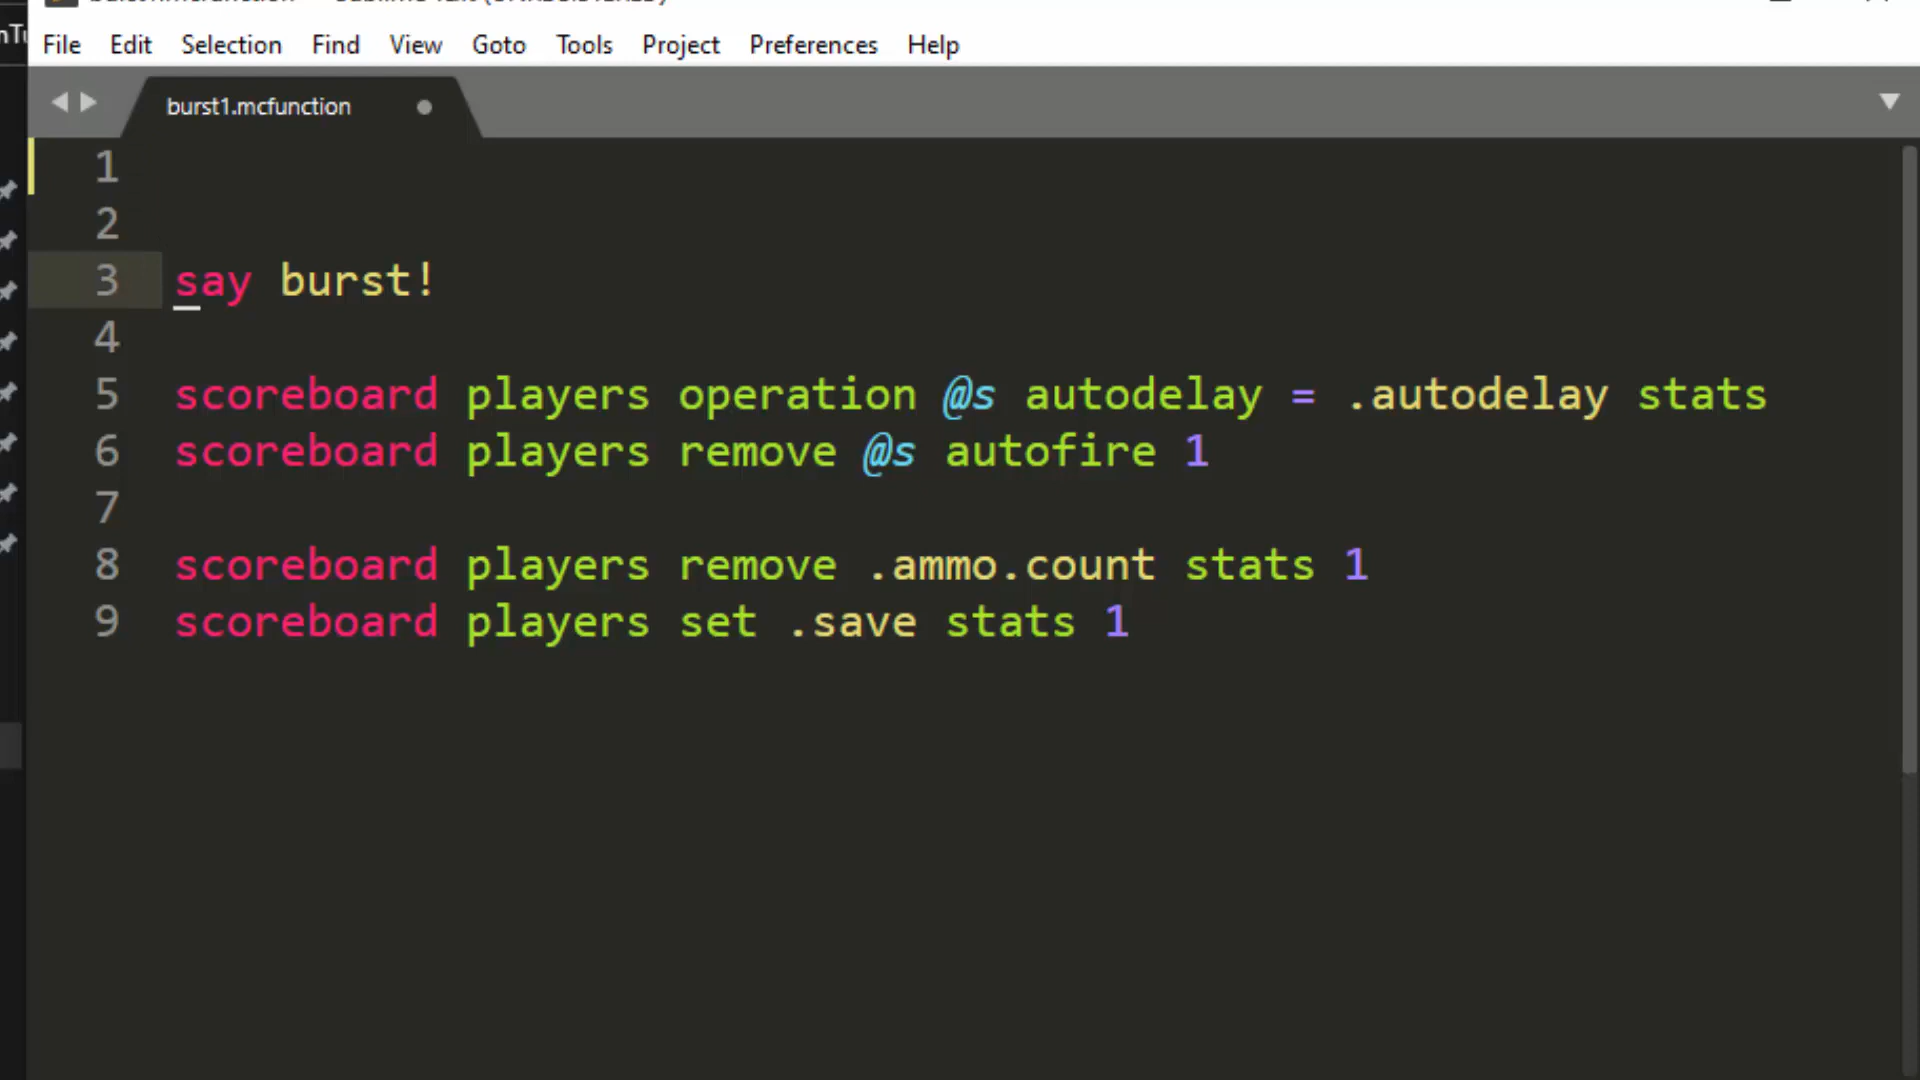 File Edit Selection Find View Goto Tools Project Preferences Help
burst1.mcfunction
1
2
3 say burst!
4
5 scoreboard players operation @s autodelay = .autodelay stats
6 scoreboard players remove @s autofire 1
7
8 scoreboard players remove .ammo.count stats 1
9 scoreboard players set .save stats 1